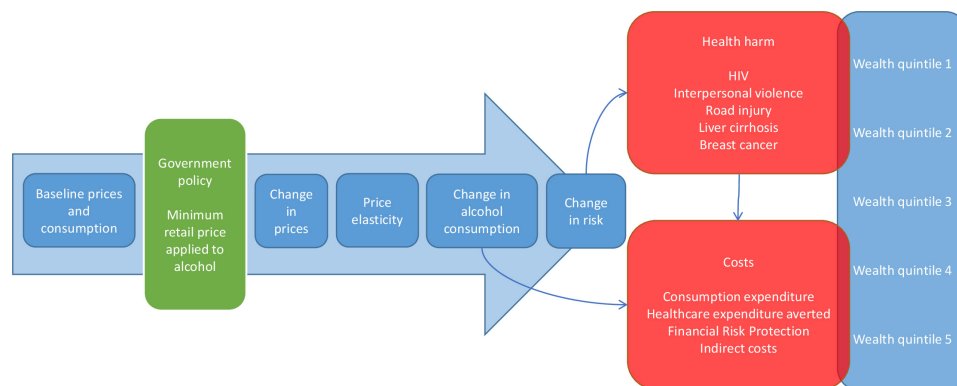 Baseline prices
and
consumption
Government
policy
Minimum
retail price
applied to
alcohol
Change
in
prices
Price
elasticity
Change in
alcohol
consumption
Change
in risk
Health harm
HIV
Interpersonal violence
Road injury
Liver cirrhosis
Breast cancer
Costs
Consumption expenditure
Healthcare expenditure averted
Financial Risk Protection
Indirect costs
Wealth quintile 1
Wealth quintile 2
Wealth quintile 3
Wealth quintile 4
Wealth quintile 5